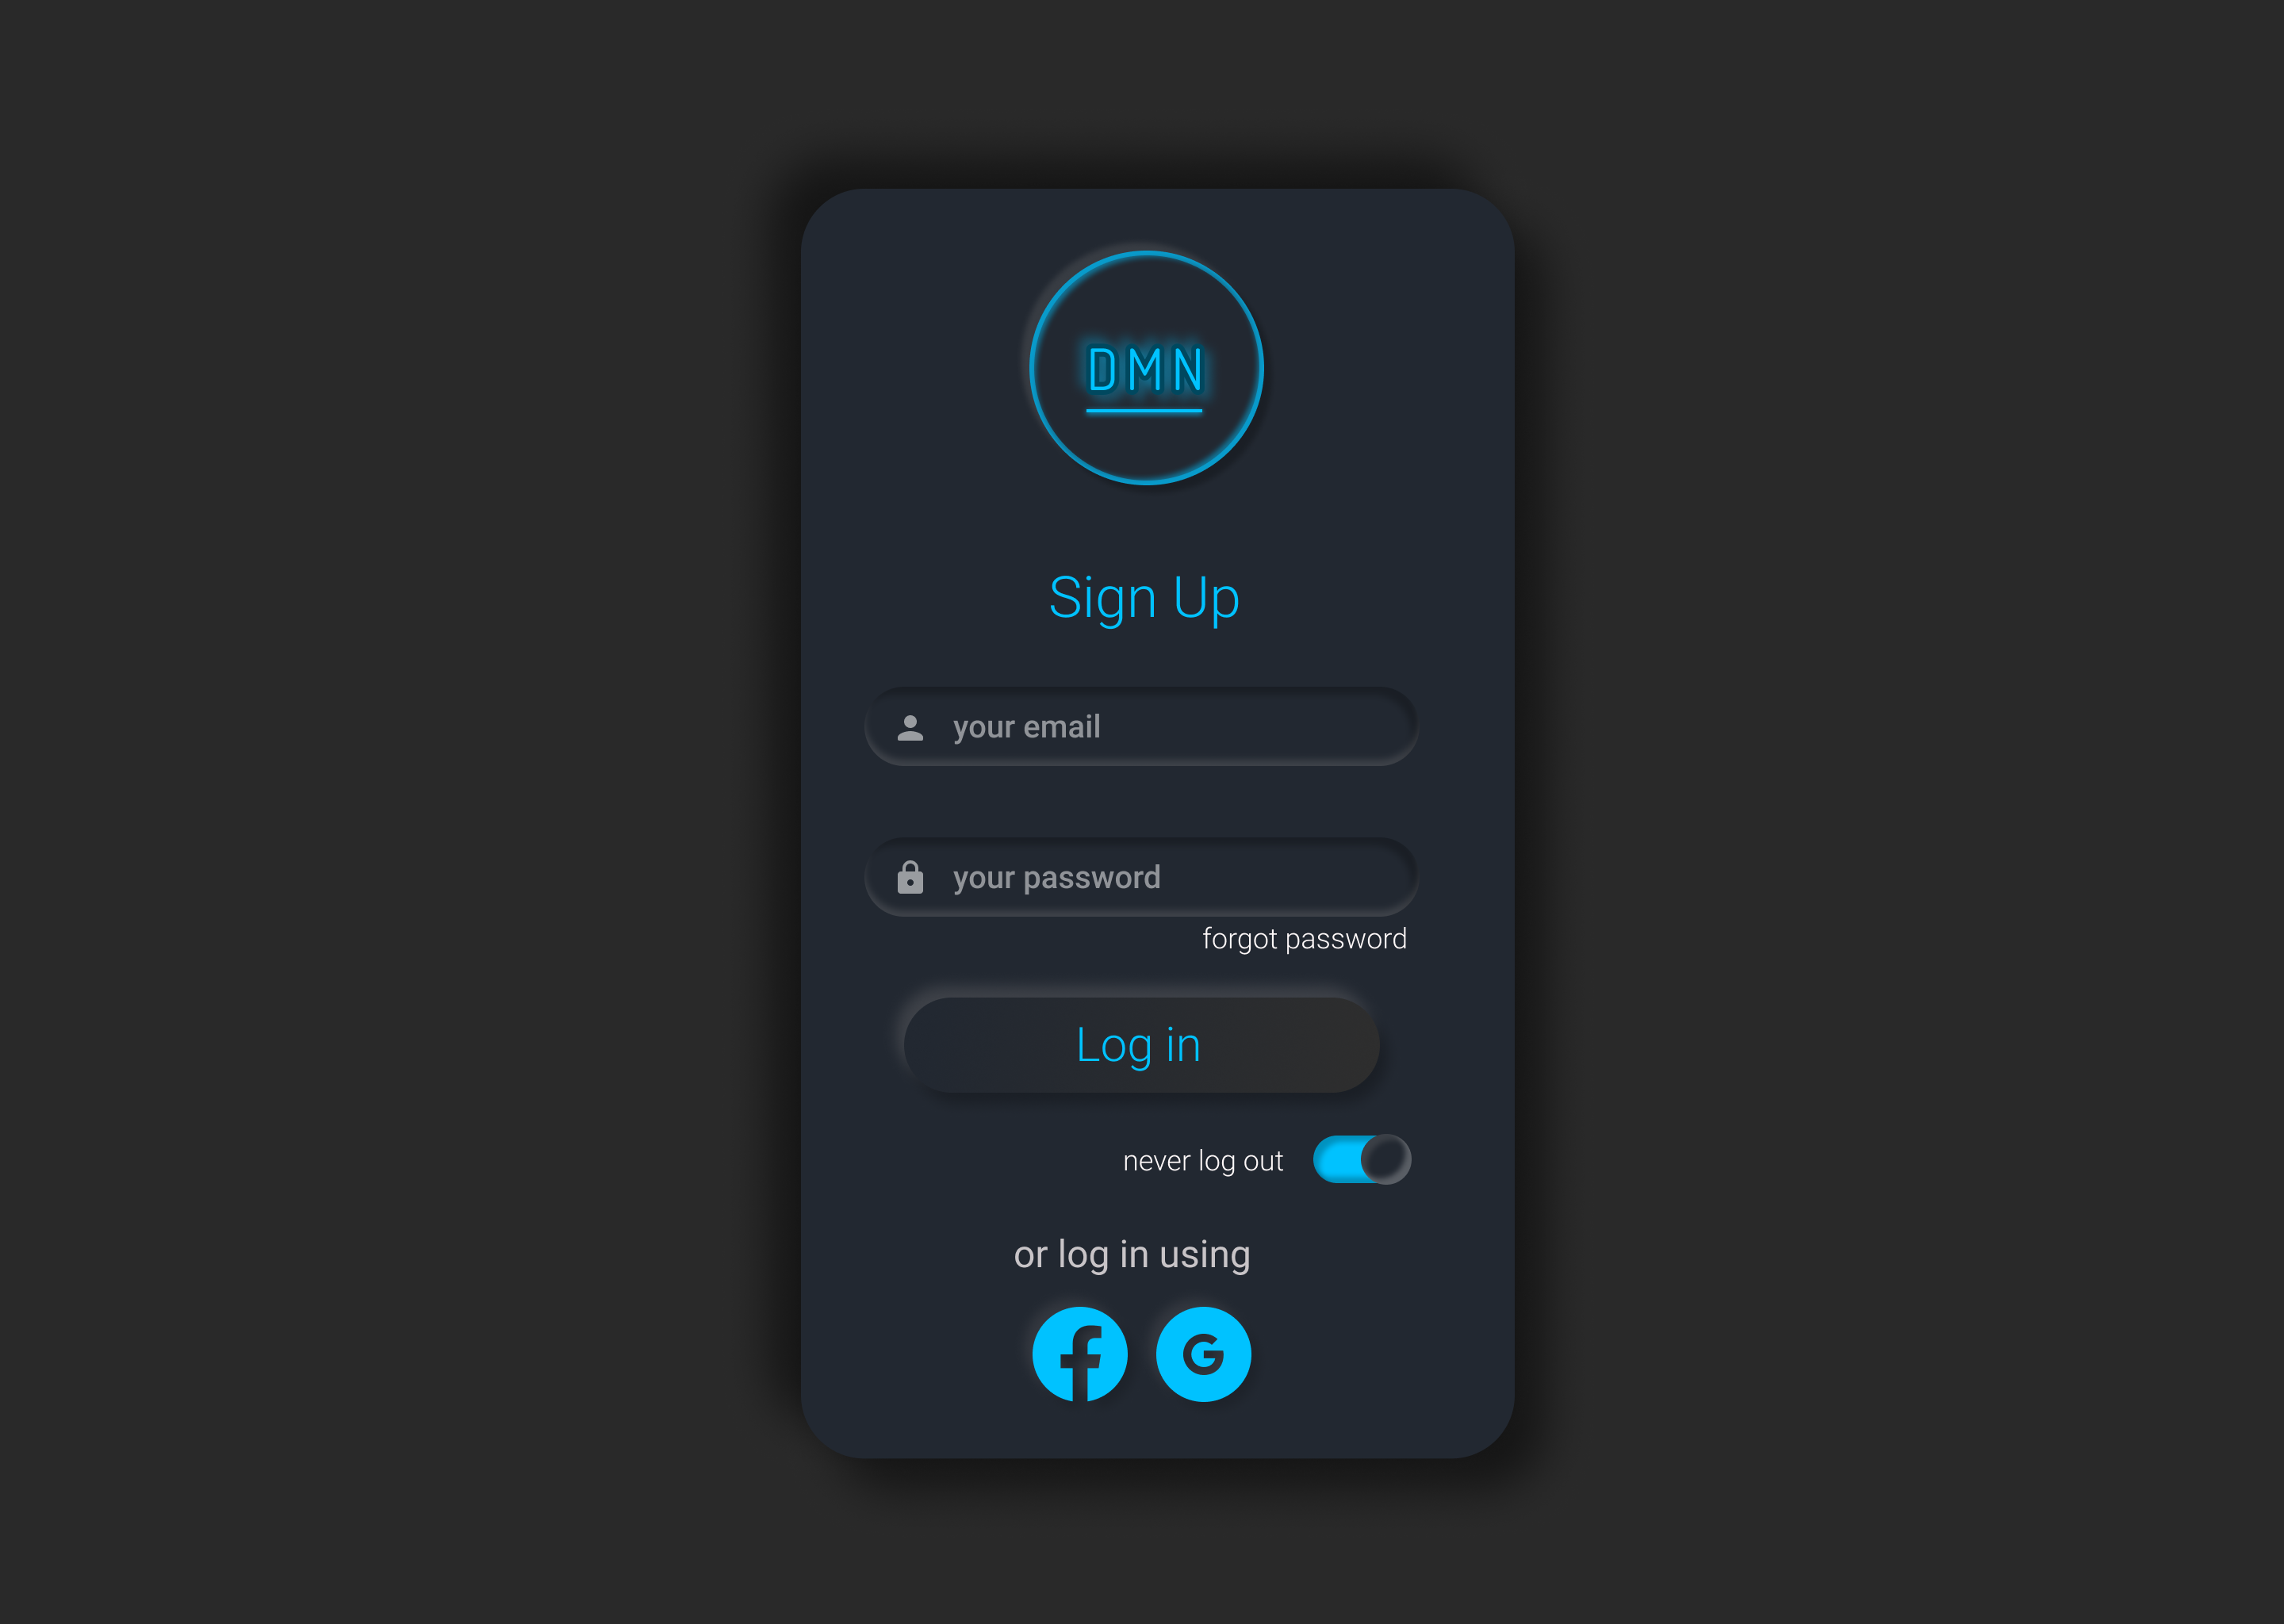 DMN
Sign Up
your email
your password
forgot password
Log in
never log out
or log in using